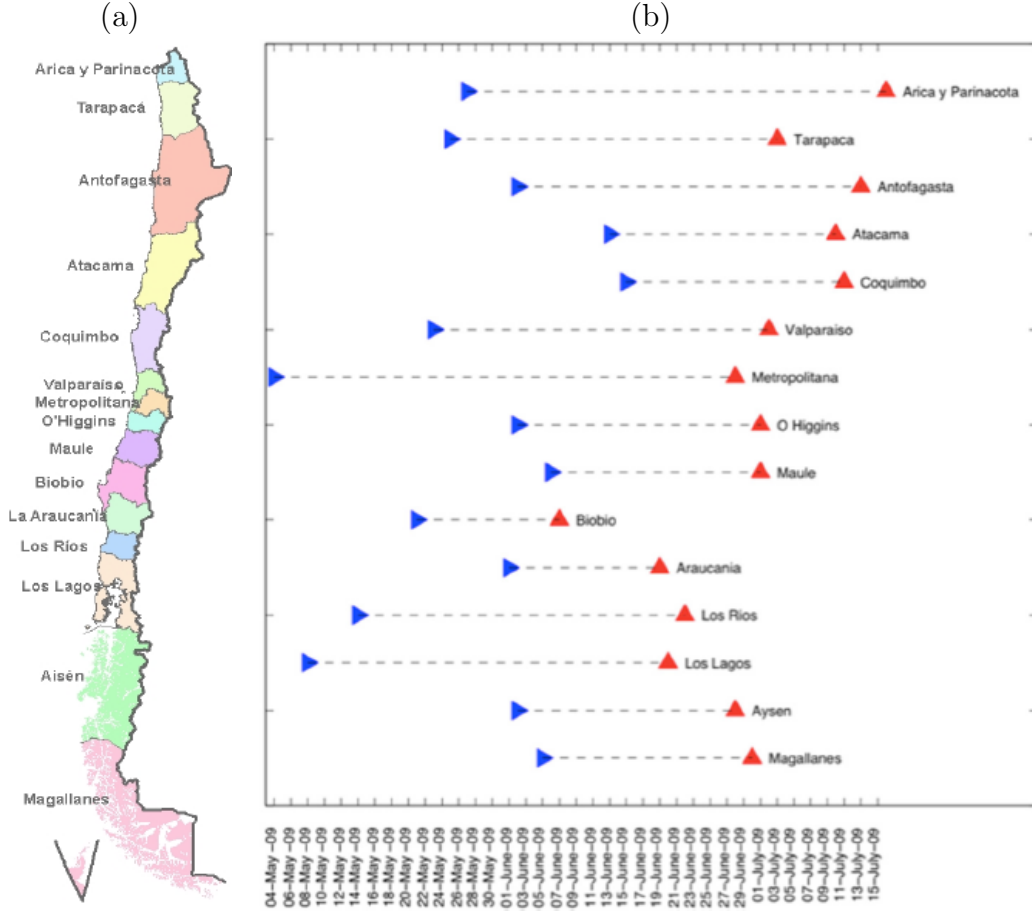 (a)
(b)
Arica y Parinacota
Tarapacá
Antofagasta
Atacama
Coquimbo
Valparaíso
Metropolitana
O'Higgins
Maule
Biobio
La Araucania
Los Ríos
Los Lagos
Aisén
Magallanes
Arica y Parinacota
Tarapaca
Antofagasta
Atacama
Coquimbo
Valparaiso
Metropolitana
O Higgins
Maule
Biobio
Araucania
Los Rios
Los Lagos
Aysen
Magallanes
04–May –09
06–May –09
08–May –09
10–May –09
12–May –09
14–May –09
16–May –09
18–May –09
20–May –09
22–May –09
24–May –09
26–May –09
28–May –09
30–May –09
01–June–09
03–June–09
05–June–09
07–June–09
09–June–09
11–June–09
13–June–09
15–June–09
17–June–09
19–June–09
21–June–09
23–June–09
25–June–09
27–June–09
29–June–09
01–July–09
03–July–09
05–July–09
07–July–09
09–July–09
11–July–09
13–July–09
15–July–09